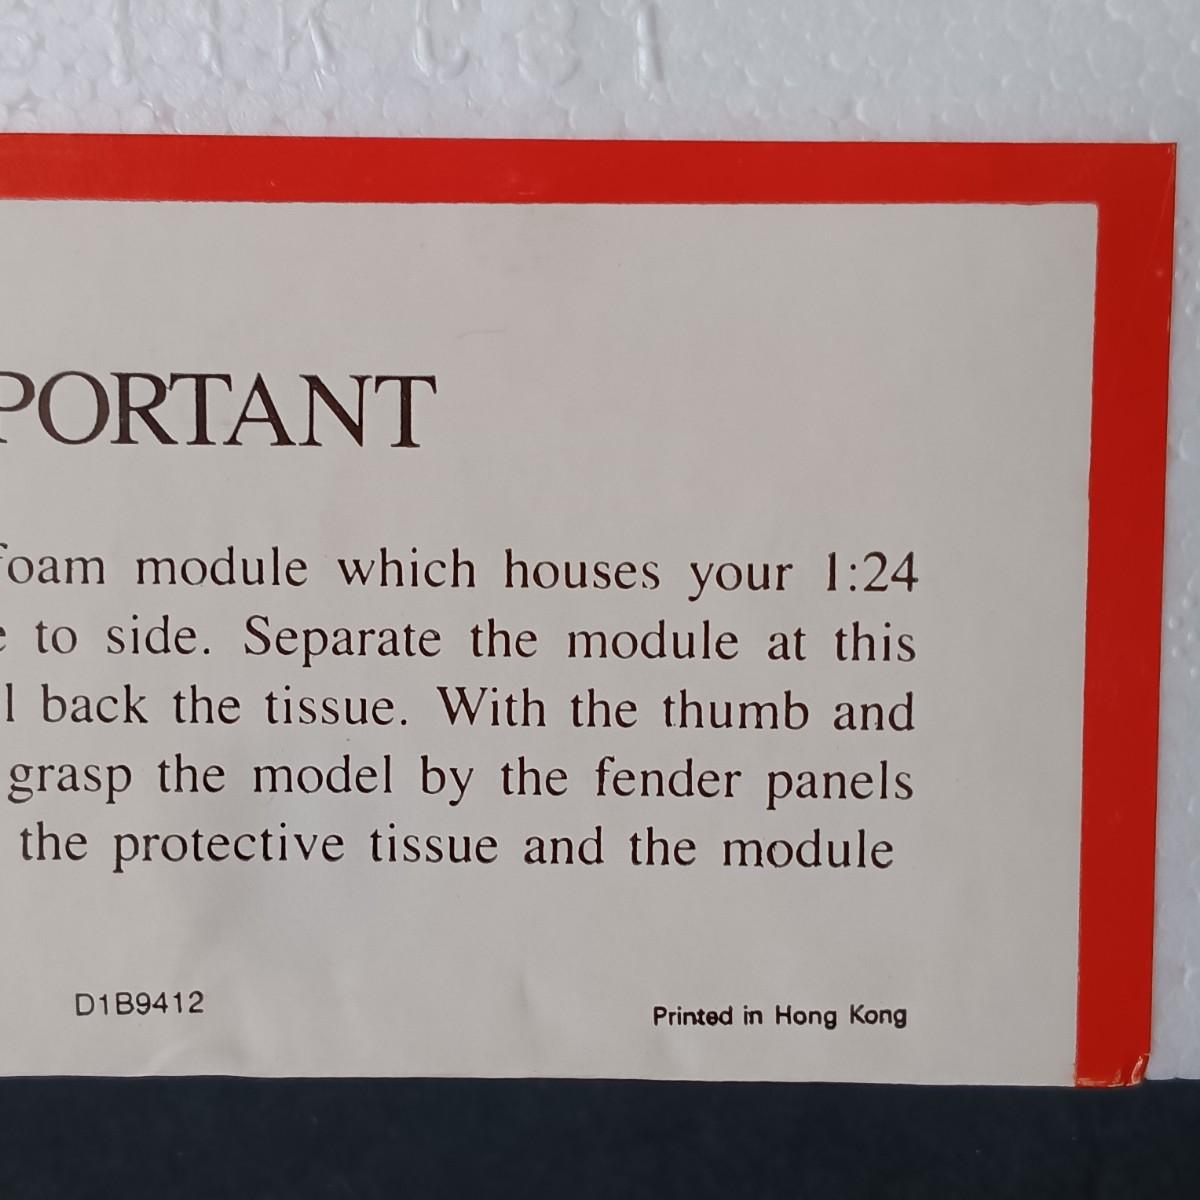 PORTANT
foam module which houses your 1:24
to side. Separate the module at this
back the tissue. With the thumb and
grasp the model by the fender panels
the protective tissue and the module
D1B9412
Printed in Hong Kong